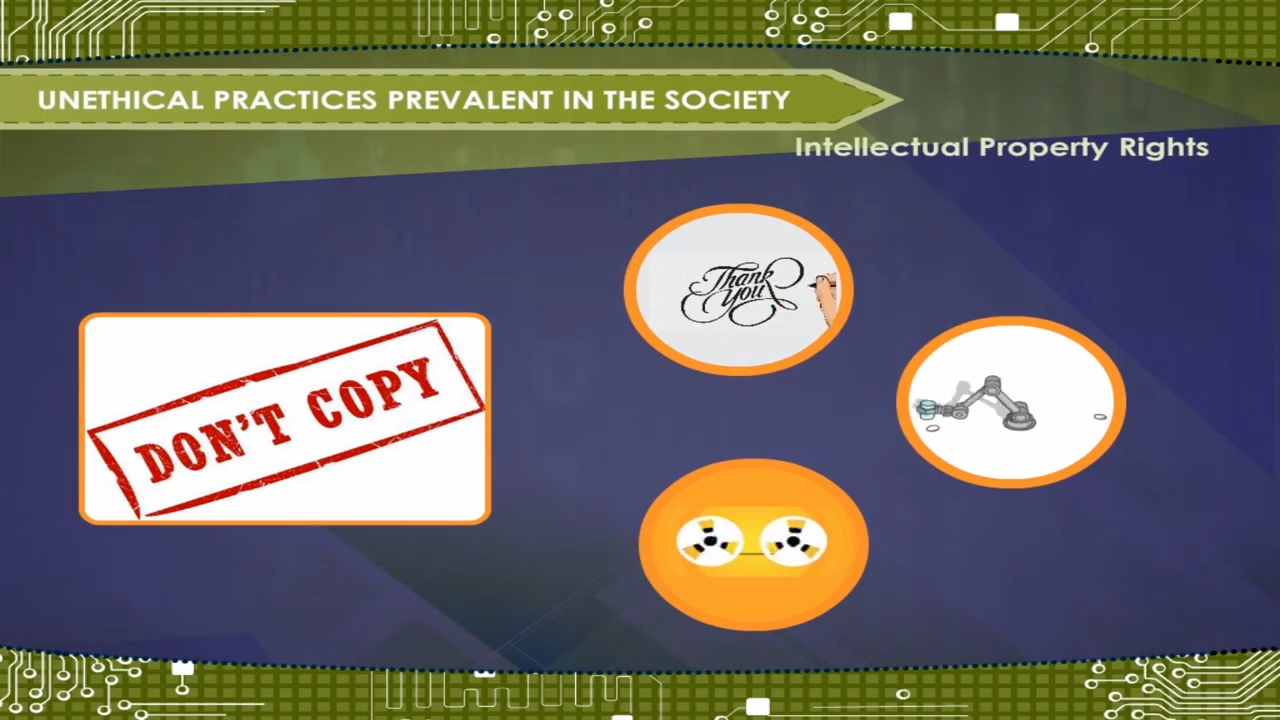 UNETHICAL PRACTICES PREVALENT IN THE SOCIETY
Intellectual Property Rights
Thank
You
DON'T COPY